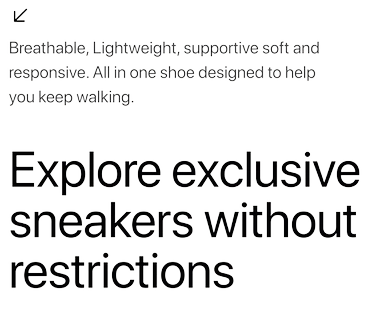 Breathable, Lightweight, supportive soft and
responsive. All in one shoe designed to help
you keep walking.
Explore exclusive
sneakers without
restrictions